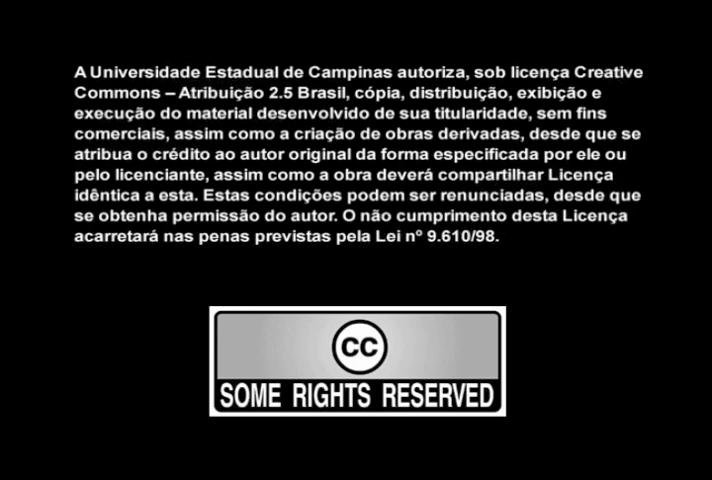 A Universidade Estadual de Campinas autoriza, sob licença Creative
Commons – Atribuição 2.5 Brasil, cópia, distribuição, exibição e
execução do material desenvolvido de sua titularidade, sem fins
comerciais, assim como a criação de obras derivadas, desde que se
atribua o crédito ao autor original da forma especificada por ele ou
pelo licenciante, assim como a obra deverá compartilhar Licença
idêntica a esta. Estas condições podem ser renunciadas, desde que
se obtenha permissão do autor. O não cumprimento desta Licença
acarretará nas penas previstas pela Lei nº 9.610/98.
CC
SOME RIGHTS RESERVED